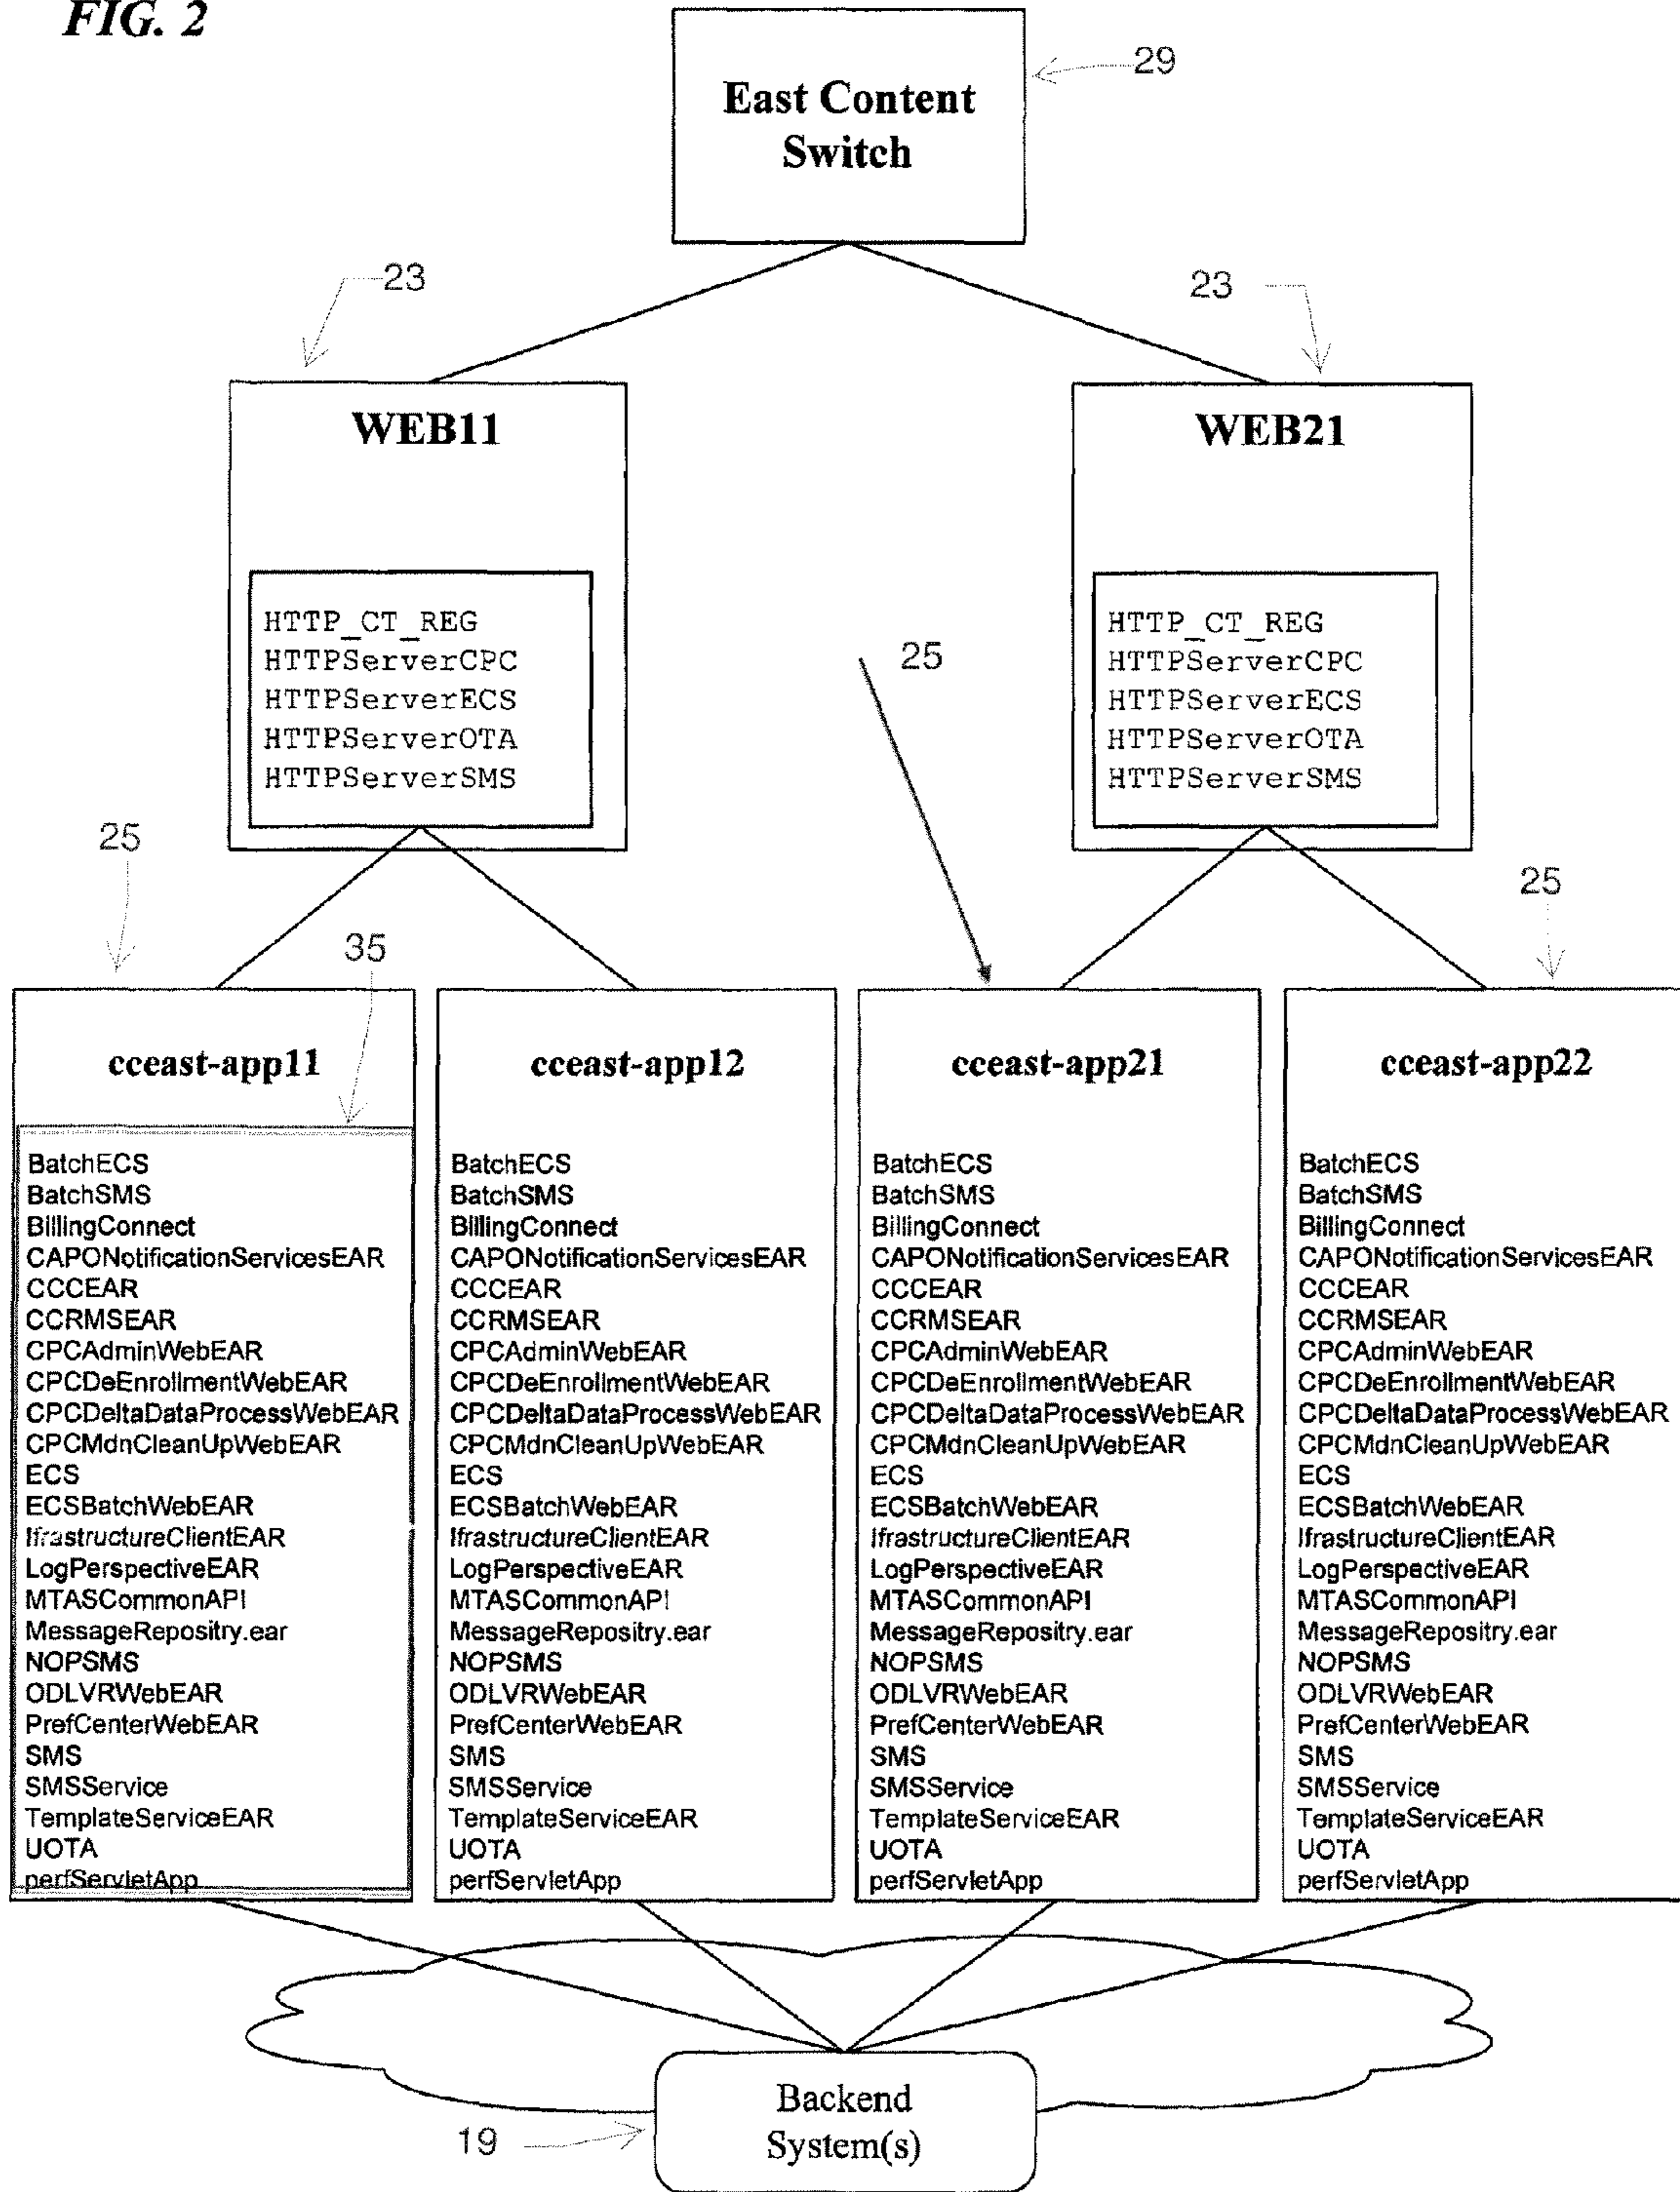 FIG. 2
East Content
Switch
29
23
23
WEB11
WEB21
HTTP_CT_REG
HTTPServerCPC
HTTPServerECS
HTTPServerOTA
HTTPServerSMS
HTTP_CT_REG
HTTPServerCPC
HTTPServerECS
HTTPServerOTA
HTTPServerSMS
25
25
25
35
cceast-app11
BatchECS
BatchSMS
BillingConnect
CAPONotificationServicesEAR
CCCEAR
CCRMSEAR
CPCAdminWebEAR
CPCDeEnrollmentWebEAR
CPCDeltaDataProcessWebEAR
CPCMdnCleanUpWebEAR
ECS
ECSBatchWebEAR
IfrastructureClientEAR
LogPerspectiveEAR
MTASCommonAPI
MessageRepositry.ear
NOPSMS
ODLVRWebEAR
PrefCenterWebEAR
SMS
SMSService
TemplateServiceEAR
UOTA
perfServletApp
cceast-app12
BatchECS
BatchSMS
BillingConnect
CAPONotificationServicesEAR
CCCEAR
CCRMSEAR
CPCAdminWebEAR
CPCDeEnrollmentWebEAR
CPCDeltaDataProcessWebEAR
CPCMdnCleanUpWebEAR
ECS
ECSBatchWebEAR
IfrastructureClientEAR
LogPerspectiveEAR
MTASCommonAPI
MessageRepositry.ear
NOPSMS
ODLVRWebEAR
PrefCenterWebEAR
SMS
SMSService
TemplateServiceEAR
UOTA
perfServletApp
cceast-app21
BatchECS
BatchSMS
BillingConnect
CAPONotificationServicesEAR
CCCEAR
CCRMSEAR
CPCAdminWebEAR
CPCDeEnrollmentWebEAR
CPCDeltaDataProcessWebEAR
CPCMdnCleanUpWebEAR
ECS
ECSBatchWebEAR
IfrastructureClientEAR
LogPerspectiveEAR
MTASCommonAPI
MessageRepositry.ear
NOPSMS
ODLVRWebEAR
PrefCenterWebEAR
SMS
SMSService
TemplateServiceEAR
UOTA
perfServletApp
cceast-app22
BatchECS
BatchSMS
BillingConnect
CAPONotificationServicesEAR
CCCEAR
CCRMSEAR
CPCAdminWebEAR
CPCDeEnrollmentWebEAR
CPCDeltaDataProcessWebEAR
CPCMdnCleanUpWebEAR
ECS
ECSBatchWebEAR
IfrastructureClientEAR
LogPerspectiveEAR
MTASCommonAPI
MessageRepositry.ear
NOPSMS
ODLVRWebEAR
PrefCenterWebEAR
SMS
SMSService
TemplateServiceEAR
UOTA
perfServletApp
Backend
System(s)
19